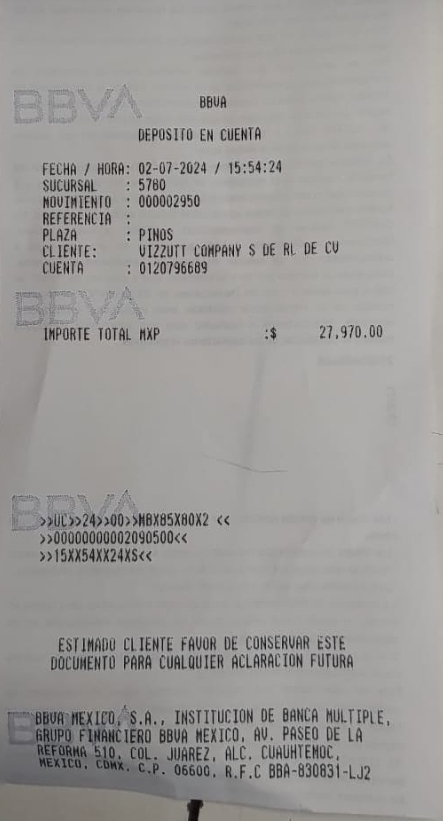 BBVA
BBVA
DEPOSITO EN CUENTA
FECHA / HORA: 02-07-2024 / 15:54:24
SUCURSAL : 5780
MOVIMIENTO : 000002950
REFERENCIA :
PLAZA : PINOS
CLIENTE: VIZZUTT COMPANY S DE RL DE CV
CUENTA : 0120796689
BBVA
IMPORTE TOTAL MXP :$ 27,970.00
BBVA
>>UC>>24>>00>>MBX85X80X2 <<
>>00000000002090500<<
>>15XX54XX24XS<<
ESTIMADO CLIENTE FAVOR DE CONSERVAR ESTE
DOCUMENTO PARA CUALQUIER ACLARACION FUTURA
BBVA MEXICO, S.A., INSTITUCION DE BANCA MULTIPLE,
GRUPO FINANCIERO BBVA MEXICO, AV. PASEO DE LA
REFORMA 510, COL. JUAREZ, ALC. CUAUHTEMOC,
MEXICO, CDMX. C.P. 06600, R.F.C BBA-830831-LJ2